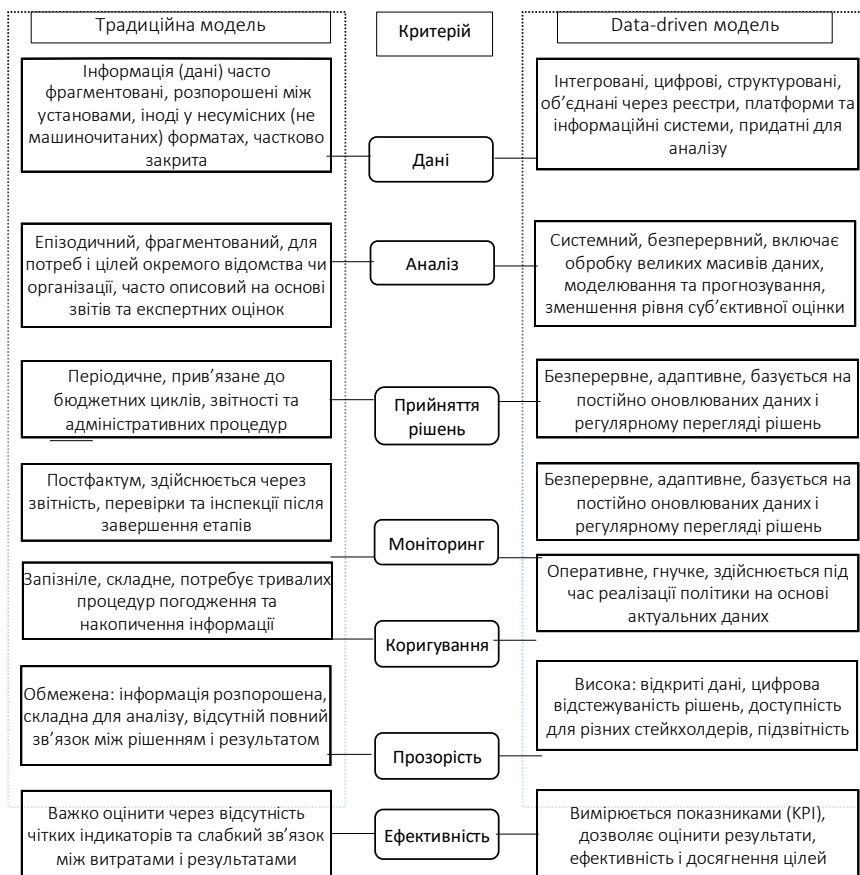 Традиційна модель
Критерій
Data-driven модель
Інформація (дані) часто
фрагментовані, розпорошені між
установами, іноді у несумісних (не
машиночитаних) форматах, частково
закрита
Дані
Інтегровані, цифрові, структуровані,
об’єднані через реєстри, платформи та
інформаційні системи, придатні для
аналізу
Епізодичний, фрагментований, для
потреб і цілей окремого відомства чи
організації, часто описовий на основі
звітів та експертних оцінок
Аналіз
Системний, безперервний, включає
обробку великих масивів даних,
моделювання та прогнозування,
зменшення рівня суб’єктивної оцінки
Періодичне, прив’язане до
бюджетних циклів, звітності та
адміністративних процедур
Прийняття
рішень
Безперервне, адаптивне, базується на
постійно оновлюваних даних і
регулярному перегляді рішень
Постфактум, здійснюється через
звітність, перевірки та інспекції після
завершення етапів
Моніторинг
Безперервне, адаптивне, базується на
постійно оновлюваних даних і
регулярному перегляді рішень
Запізніле, складне, потребує тривалих
процедур погодження та
накопичення інформації
Коригування
Оперативне, гнучке, здійснюється під
час реалізації політики на основі
актуальних даних
Обмежена: інформація розпорошена,
складна для аналізу, відсутній повний
зв’язок між рішенням і результатом
Прозорість
Висока: відкриті дані, цифрова
відстежуваність рішень, доступність
для різних стейкхолдерів, підзвітність
Важко оцінити через відсутність
чітких індикаторів та слабкий зв’язок
між витратами і результатами
Ефективність
Вимірюється показниками (KPI),
дозволяє оцінити результати,
ефективність і досягнення цілей